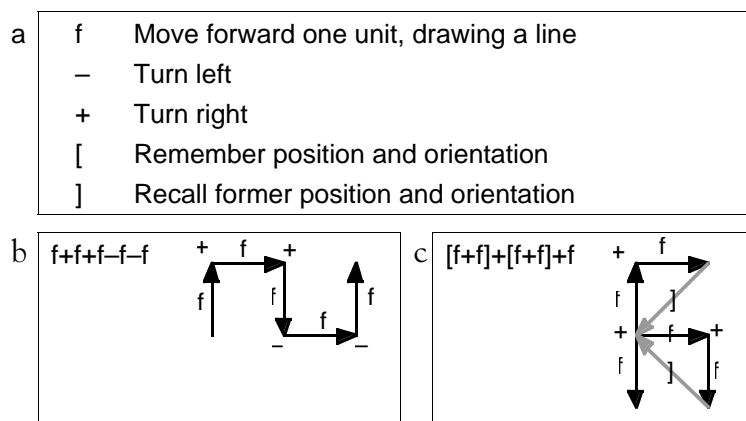 a
f Move forward one unit, drawing a line
– Turn left
+ Turn right
[ Remember position and orientation
] Recall former position and orientation
b
f+f+f–f–f
+ f +
f f f f
– –
c
[f+f]+[f+f]+f
+ f
f ]
+ f +
f ] f